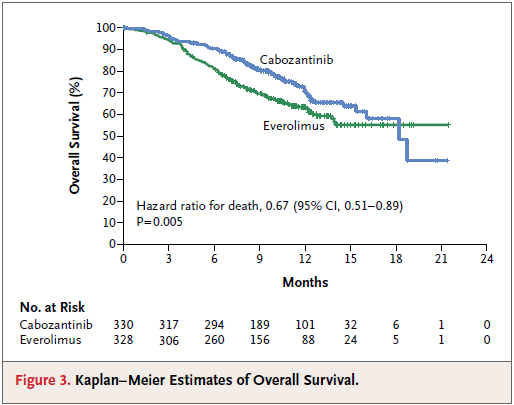 100
90
80
70
60
50
40
30
20
10
0
Overall Survival (%)
Cabozantinib
Everolimus
Hazard ratio for death, 0.67 (95% CI, 0.51–0.89)
P=0.005
0 3 6 9 12 15 18 21 24
Months
No. at Risk
Cabozantinib 330 317 294 189 101 32 6 1 0
Everolimus 328 306 260 156 88 24 5 1 0
Figure 3. Kaplan–Meier Estimates of Overall Survival.